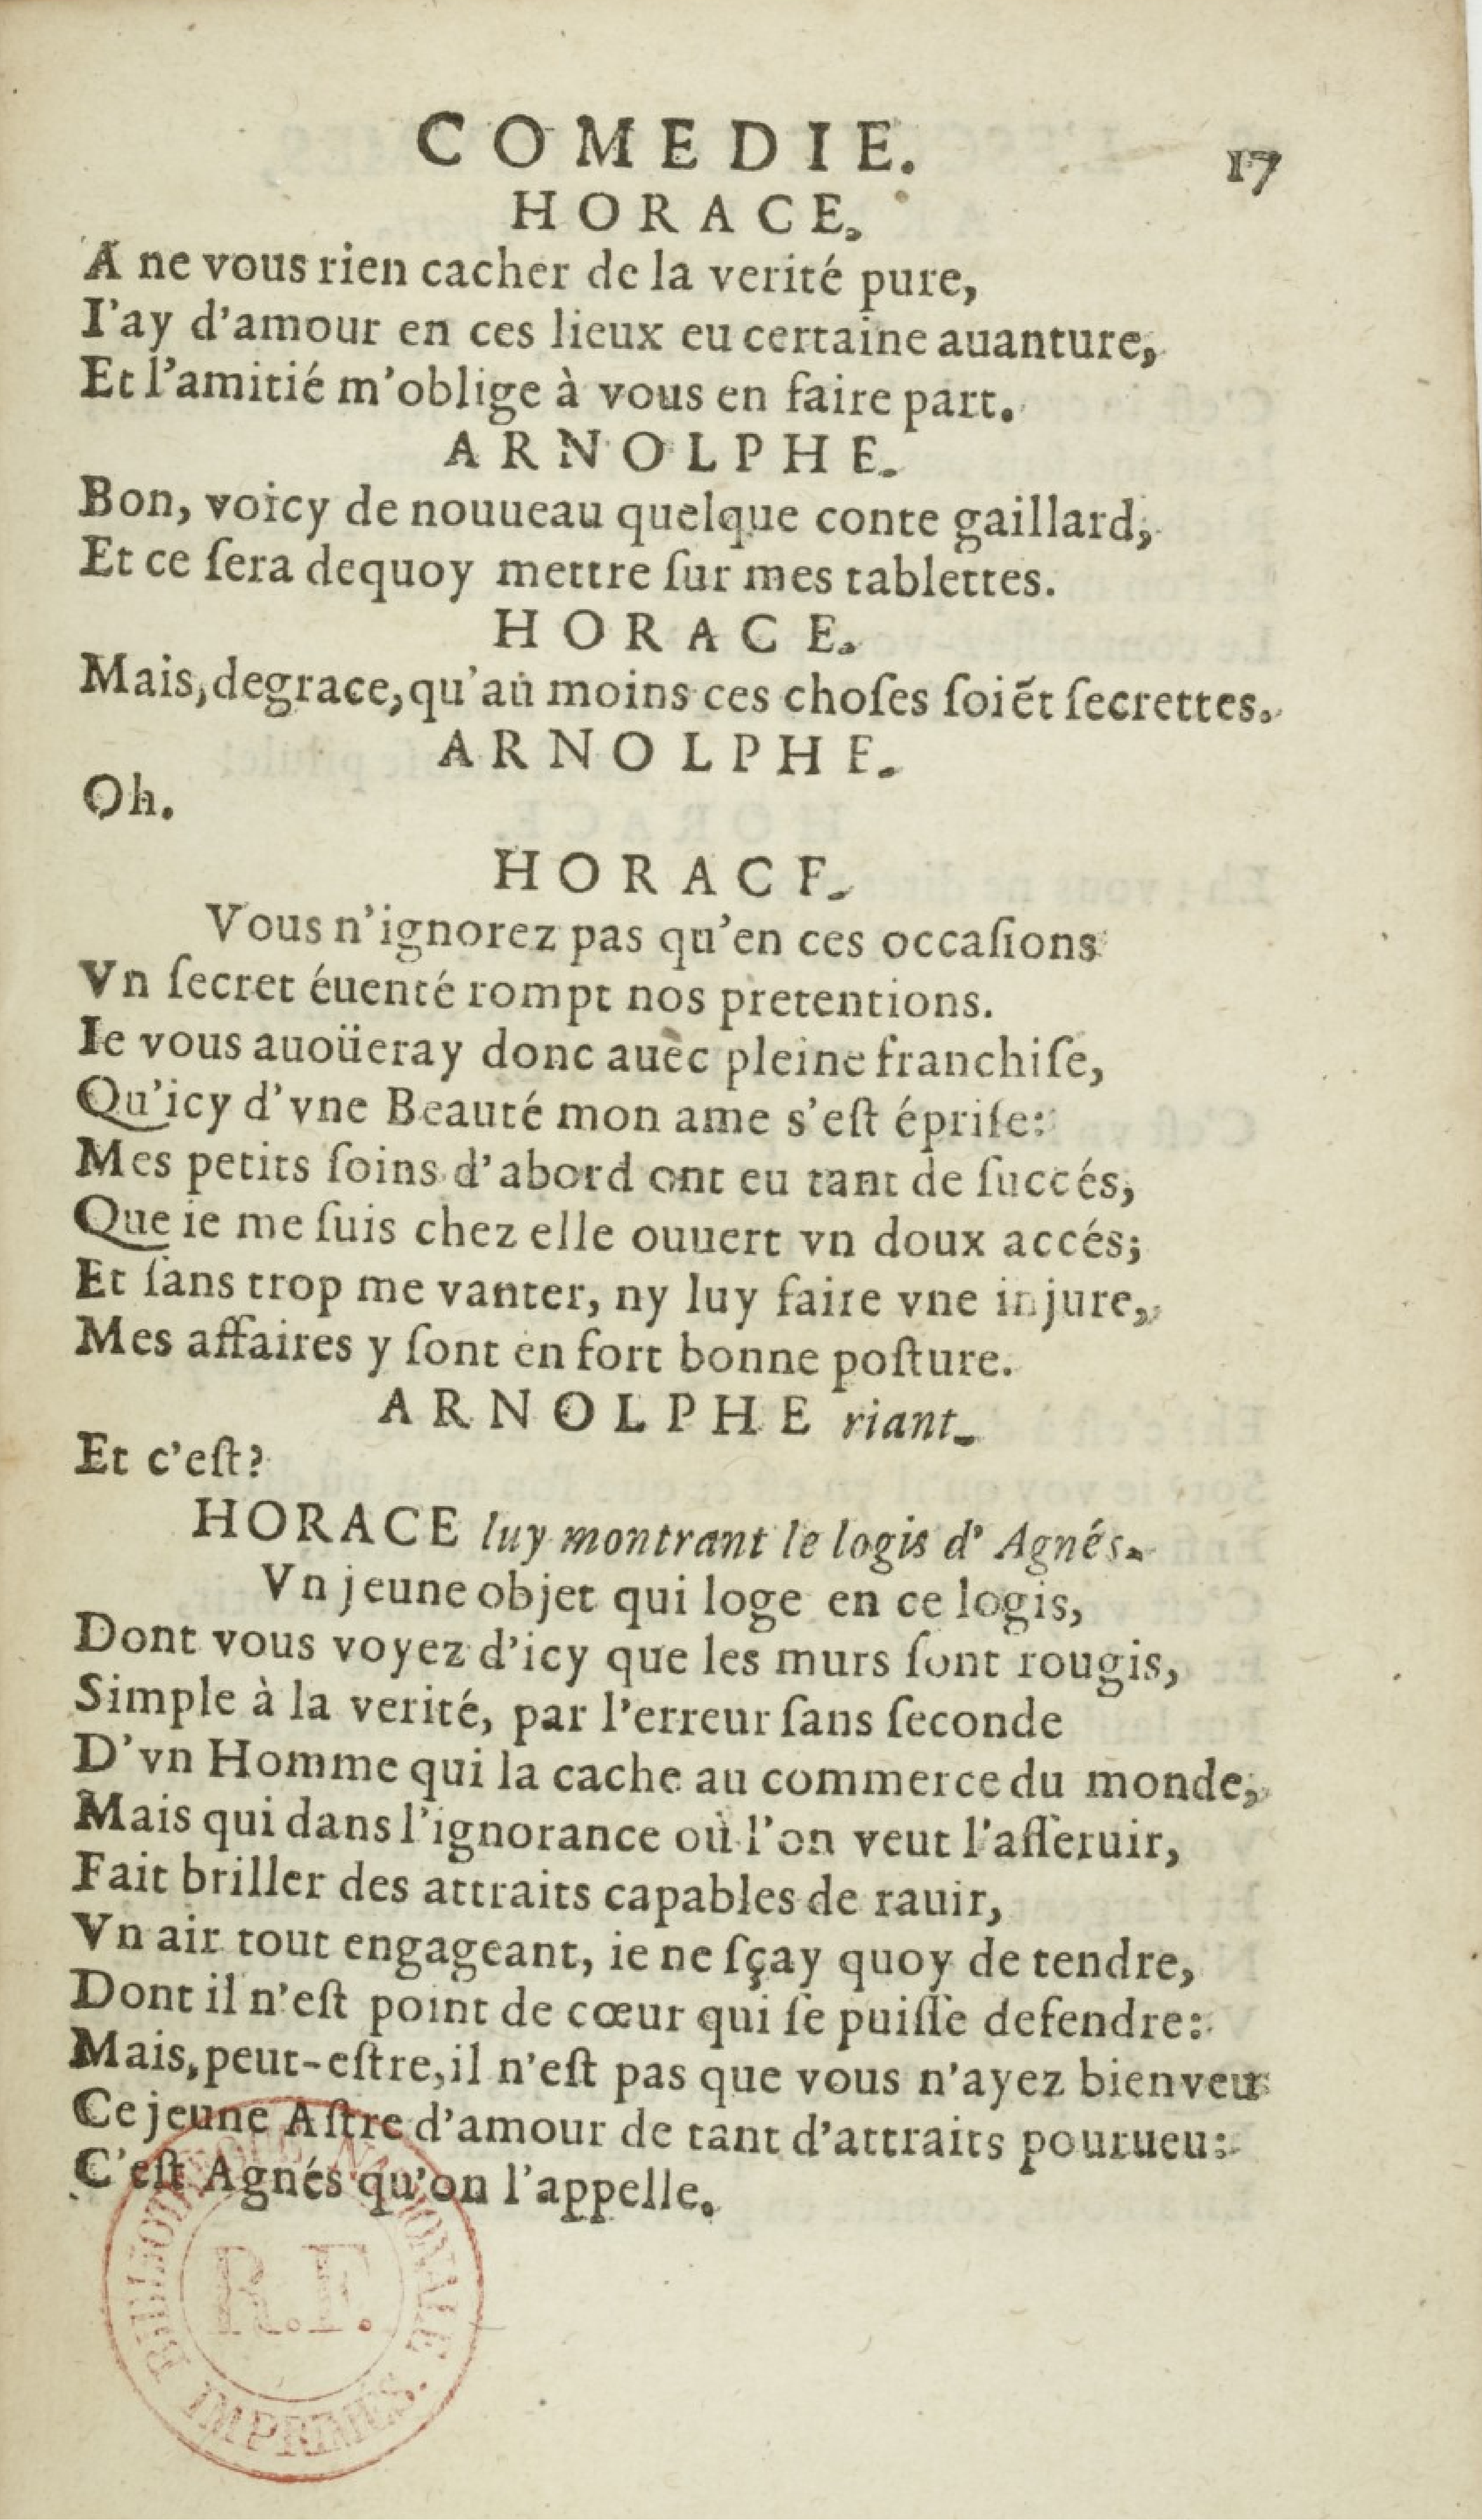 COMEDIE. 17
HORACE.
A ne vous rien cacher de la verité pure,
I'ay d'amour en ces lieux eu certaine auanture,
Et l'amitié m'oblige à vous en faire part.
ARNOLPHE.
Bon, voicy de nouueau quelque conte gaillard,
Et ce ſera dequoy mettre ſur mes tablettes.
HORACE.
Mais, de grace, qu'au moins ces choſes ſoiẽt ſecrettes.
ARNOLPHE.
Oh.
HORACE.
Vous n'ignorez pas qu'en ces occaſions
Vn ſecret éuenté rompt nos pretentions.
Ie vous auoüeray donc auec pleine franchiſe,
Qu'icy d'vne Beauté mon ame s'eſt épriſe:
Mes petits ſoins d'abord ont eu tant de ſuccés,
Que ie me ſuis chez elle ouuert vn doux accés;
Et ſans trop me vanter, ny luy faire vne injure,
Mes affaires y ſont en fort bonne poſture.
ARNOLPHE riant.
Et c'eſt?
HORACE luy montrant le logis d'Agnés.
Vn jeune objet qui loge en ce logis,
Dont vous voyez d'icy que les murs ſont rougis,
Simple à la verité, par l'erreur ſans ſeconde
D'vn Homme qui la cache au commerce du monde,
Mais qui dans l'ignorance où l'on veut l'aſſeruir,
Fait briller des attraits capables de rauir,
Vn air tout engageant, ie ne ſçay quoy de tendre,
Dont il n'eſt point de cœur qui ſe puiſſe defendre:
Mais, peut-eſtre, il n'eſt pas que vous n'ayez bien veu
Ce jeune Aſtre d'amour de tant d'attraits pourueu:
C'eſt Agnés qu'on l'appelle.
BIBLIOTHEQUE NATIONALE
R.F.
IMPRIMÉS.